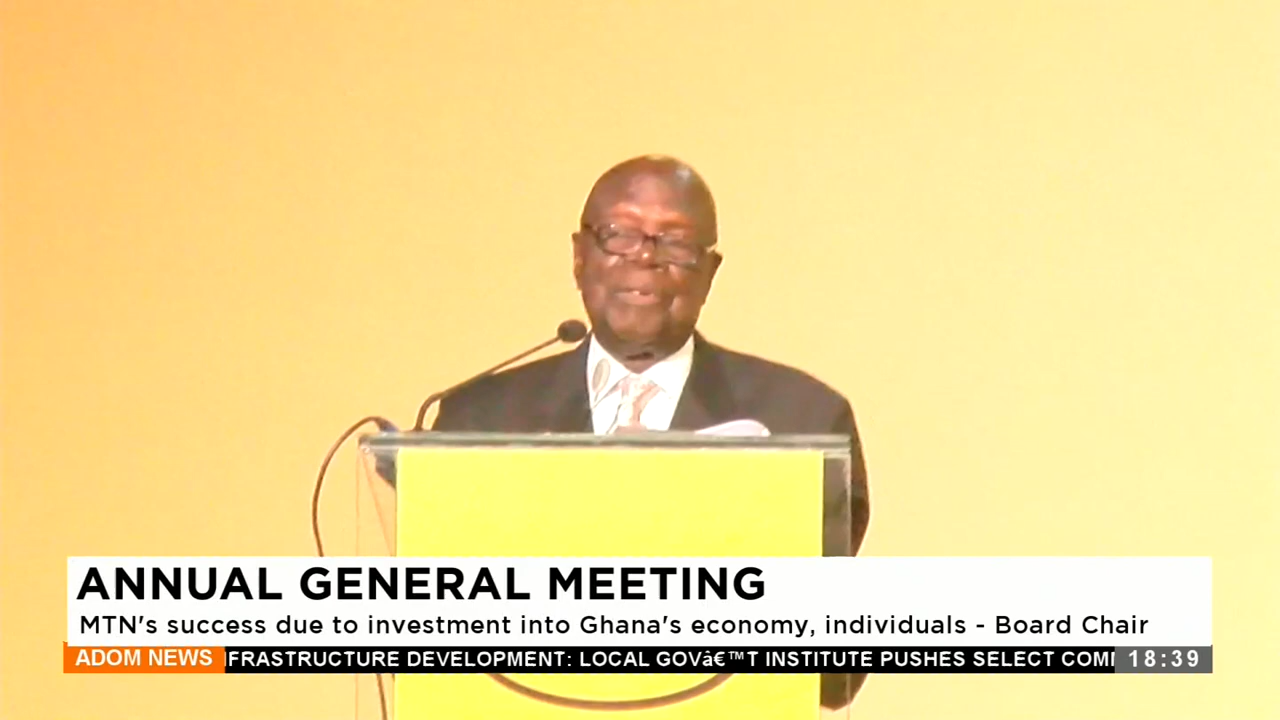 ANNUAL GENERAL MEETING
MTN's success due to investment into Ghana's economy, individuals - Board Chair
ADOM NEWS
FRASTRUCTURE DEVELOPMENT: LOCAL GOVâ€™T INSTITUTE PUSHES SELECT COM
18:39